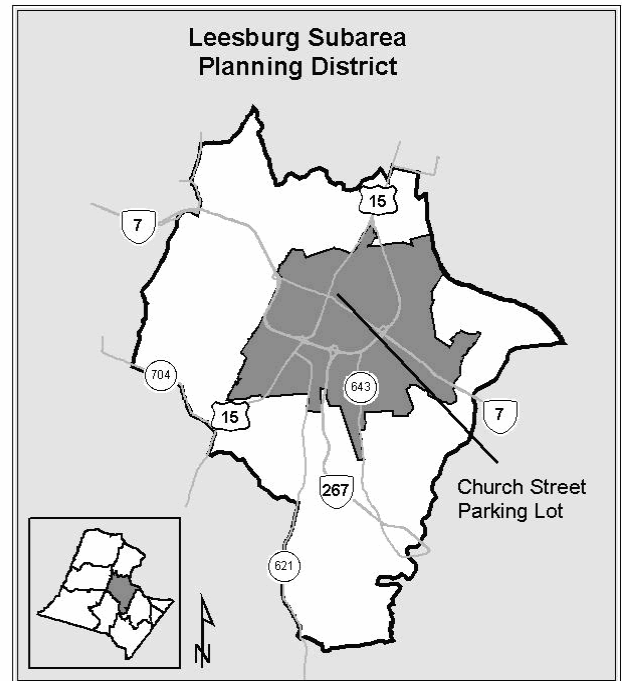 Leesburg Subarea
Planning District
15
7
704
643
15
7
267
Church Street
Parking Lot
621
N